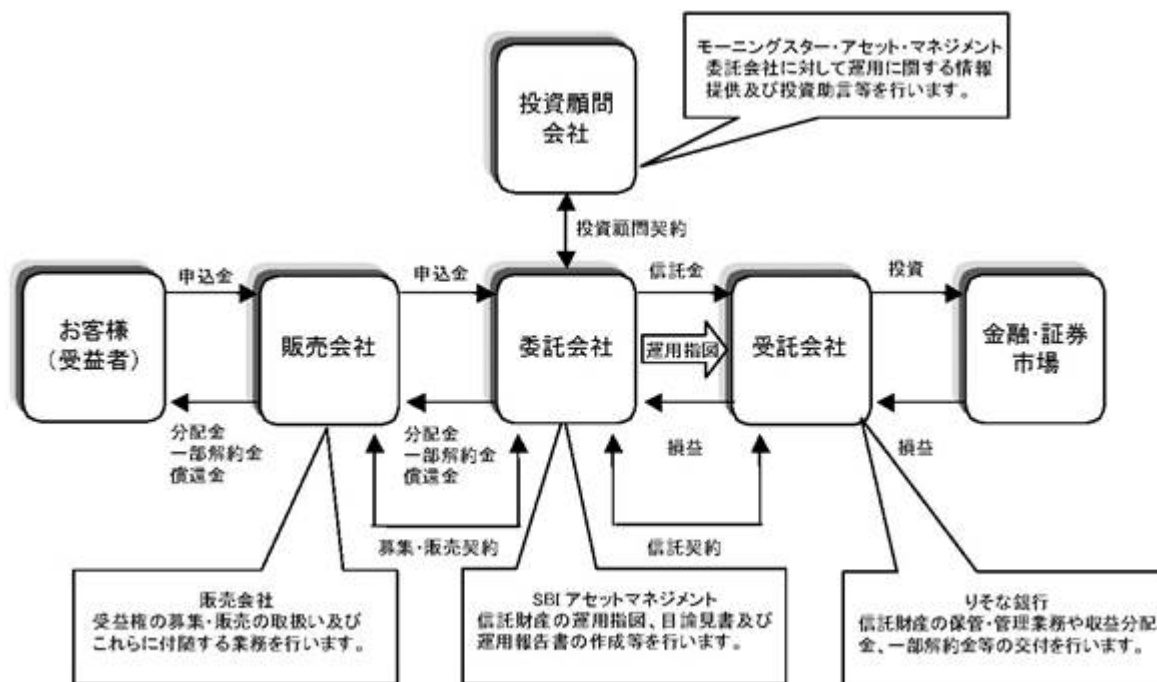 モーニングスター・アセット・マネジメント
委託会社に対して運用に関する情報
提供及び投資助言等を行います。
投資顧問
会社
投資顧問契約
申込金
申込金
信託金
投資
お客様
(受益者)
販売会社
委託会社
運用指図
受託会社
金融・証券
市場
分配金
一部解約金
償還金
分配金
一部解約金
償還金
損益
損益
募集・販売契約
信託契約
販売会社
受益権の募集・販売の取扱い及び
これらに付随する業務を行います。
SBI アセットマネジメント
信託財産の運用指図、目論見書及び
運用報告書の作成等を行います。
りそな銀行
信託財産の保管・管理業務や収益分配
金、一部解約金等の交付を行います。